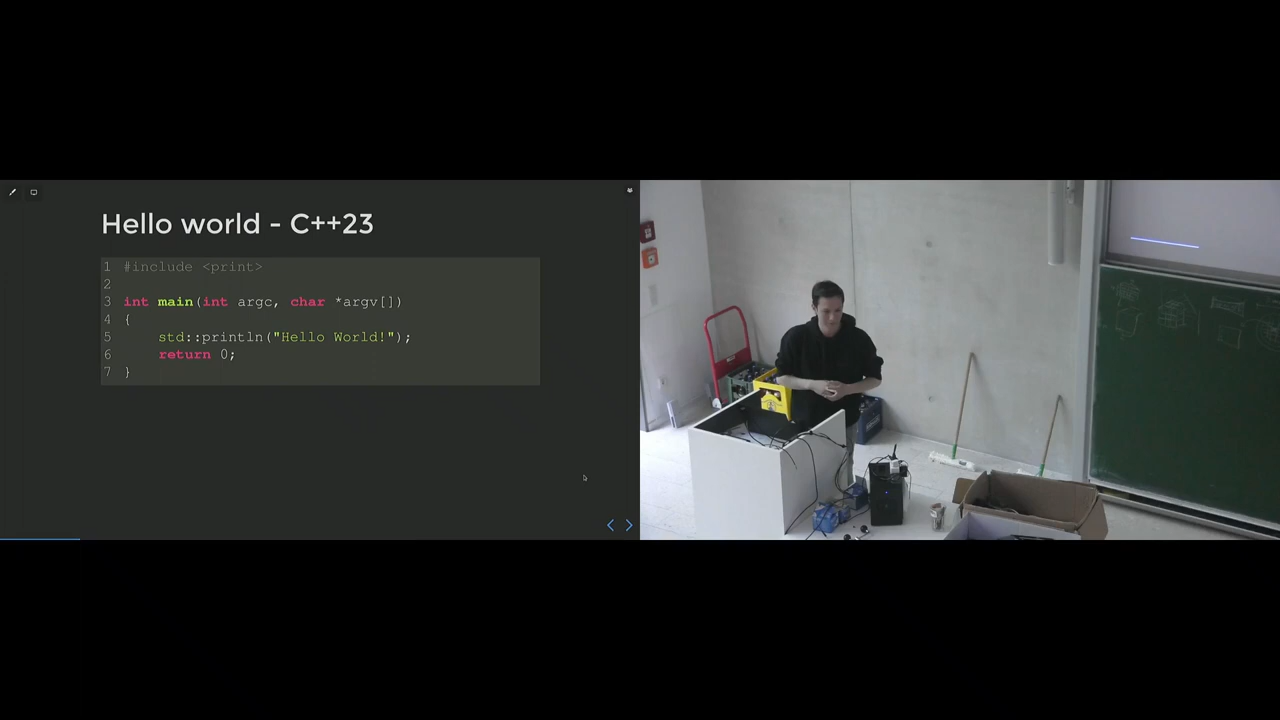 Hello world - C++23
1 #include <print>
2
3 int main(int argc, char *argv[])
4 {
5     std::println("Hello World!");
6     return 0;
7 }